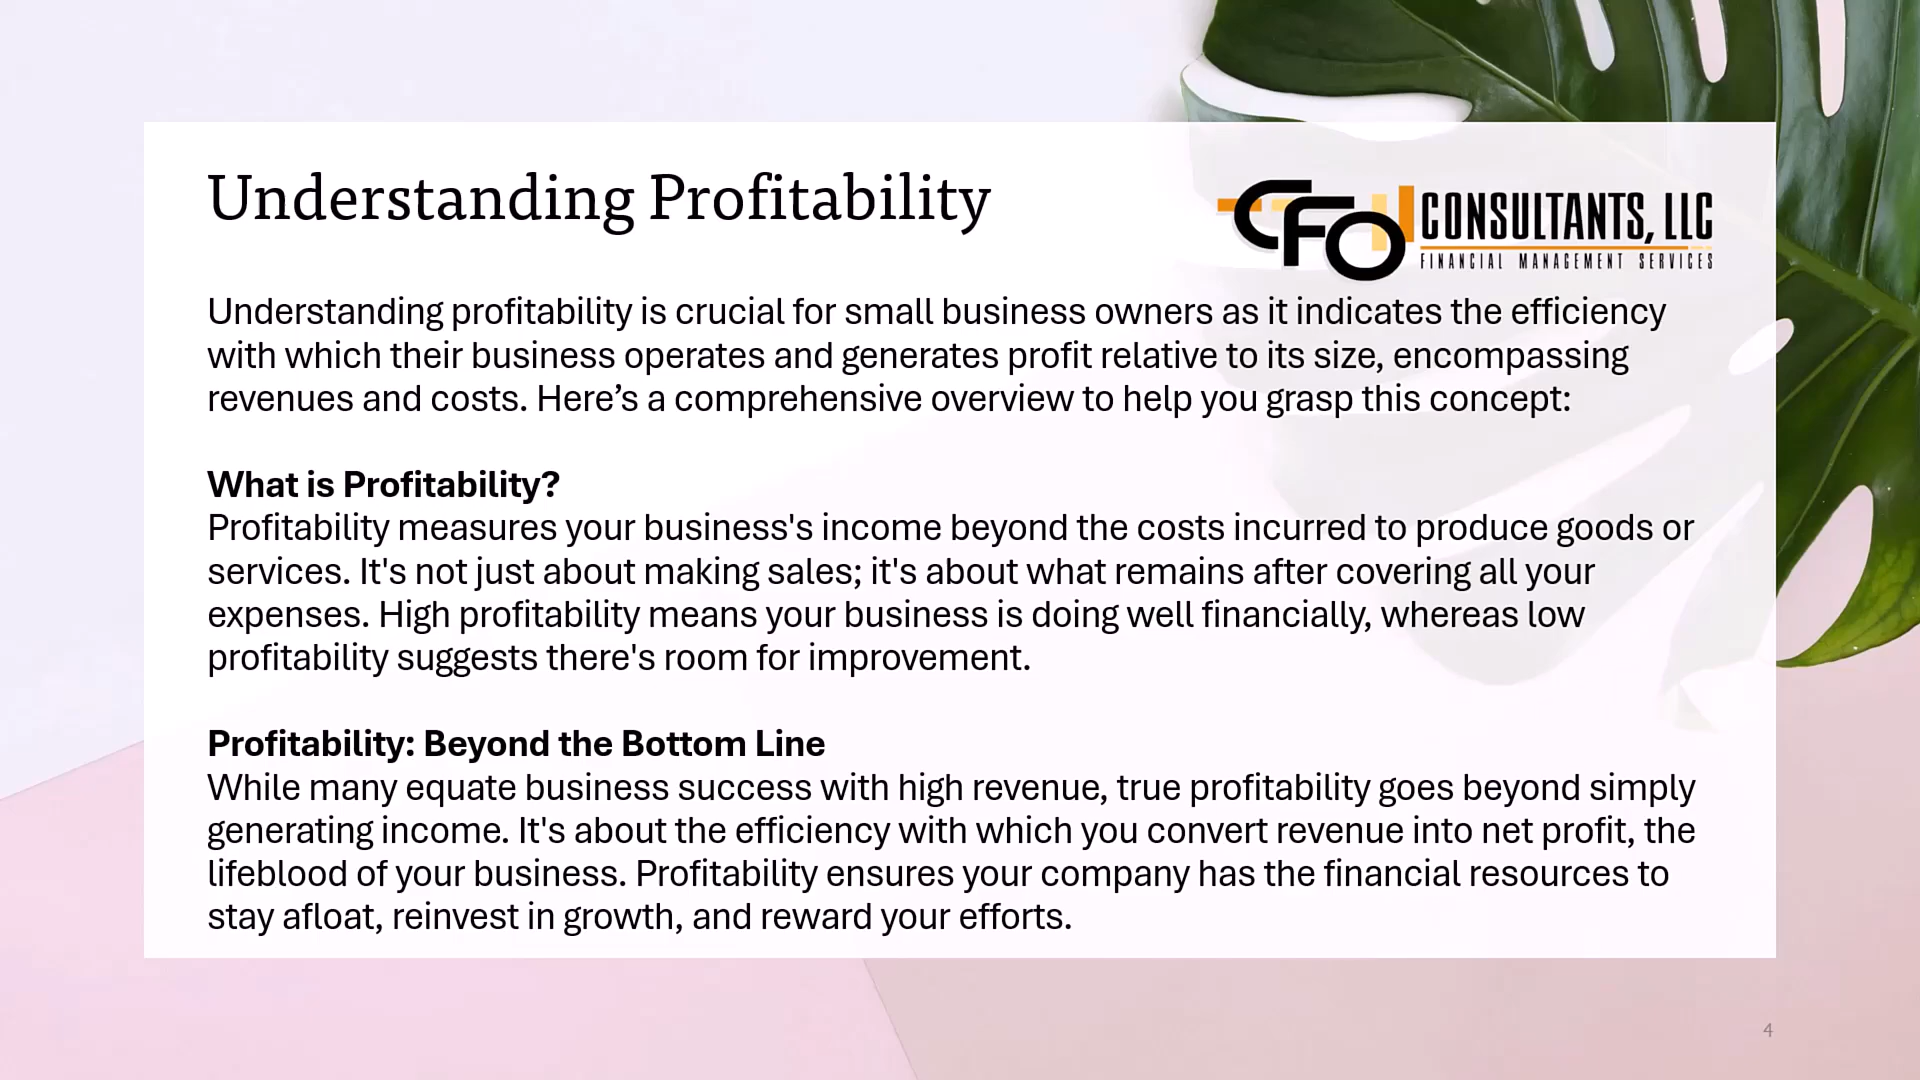 Understanding Profitability
CFO CONSULTANTS, LLC
FINANCIAL MANAGEMENT SERVICES
Understanding profitability is crucial for small business owners as it indicates the efficiency
with which their business operates and generates profit relative to its size, encompassing
revenues and costs. Here’s a comprehensive overview to help you grasp this concept:
What is Profitability?
Profitability measures your business's income beyond the costs incurred to produce goods or
services. It's not just about making sales; it's about what remains after covering all your
expenses. High profitability means your business is doing well financially, whereas low
profitability suggests there's room for improvement.
Profitability: Beyond the Bottom Line
While many equate business success with high revenue, true profitability goes beyond simply
generating income. It's about the efficiency with which you convert revenue into net profit, the
lifeblood of your business. Profitability ensures your company has the financial resources to
stay afloat, reinvest in growth, and reward your efforts.
4